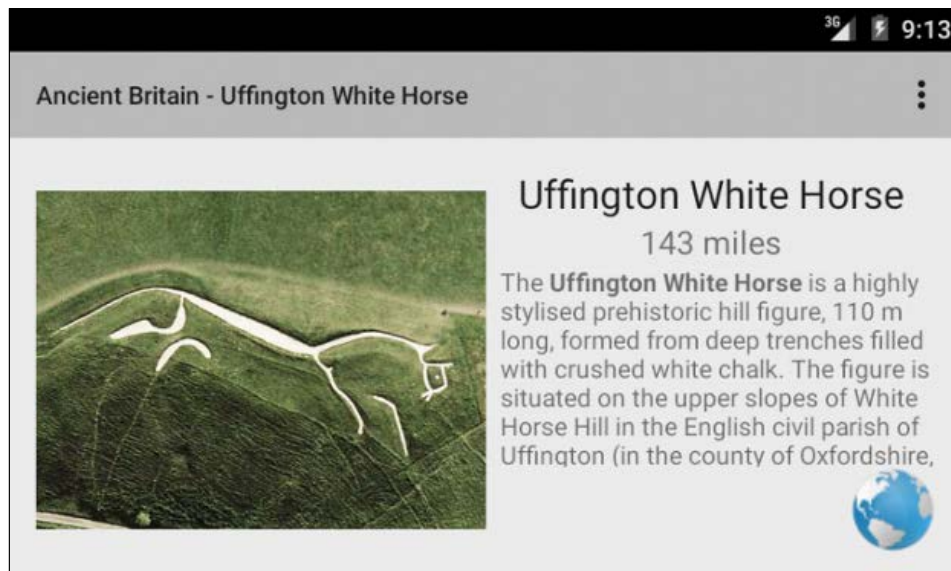 3G 9:13
Ancient Britain - Uffington White Horse
Uffington White Horse
143 miles
The Uffington White Horse is a highly
stylised prehistoric hill figure, 110 m
long, formed from deep trenches filled
with crushed white chalk. The figure is
situated on the upper slopes of White
Horse Hill in the English civil parish of
Uffington (in the county of Oxfordshire,